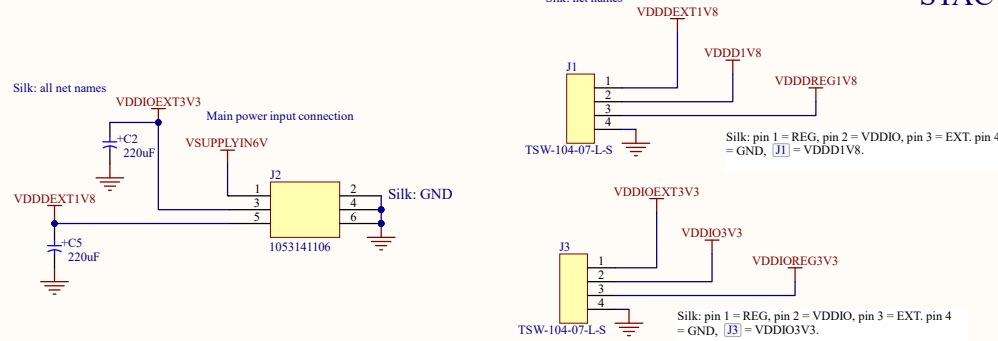 Silk: all net names
VDDIOEXT3V3
+C2
220uF
Main power input connection
VSUPPLYIN6V
VDDDEXT1V8
+C5
220uF
J2
1
3
5
2
4
6
Silk: GND
1053141106
VDDDEXT1V8
VDDD1V8
VDDDREG1V8
J1
1
2
3
4
TSW-104-07-L-S
Silk: pin 1 = REG, pin 2 = VDDIO, pin 3 = EXT. pin 4
= GND, J1 = VDDD1V8.
VDDIOEXT3V3
VDDIO3V3
VDDIOREG3V3
J3
1
2
3
4
TSW-104-07-L-S
Silk: pin 1 = REG, pin 2 = VDDIO, pin 3 = EXT. pin 4
= GND, J3 = VDDIO3V3.